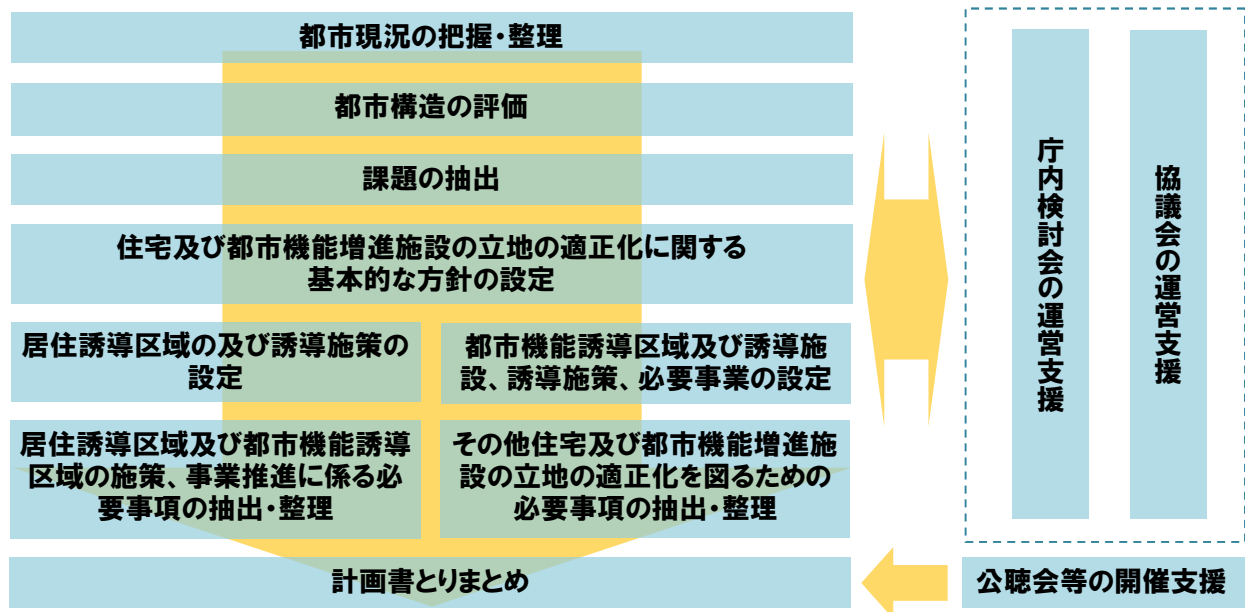 都市現況の把握・整理
都市構造の評価
課題の抽出
住宅及び都市機能増進施設の立地の適正化に関する
基本的な方針の設定
居住誘導区域の及び誘導施策の
設定
都市機能誘導区域及び誘導施
設、誘導施策、必要事業の設定
居住誘導区域及び都市機能誘導
区域の施策、事業推進に係る必
要事項の抽出・整理
その他住宅及び都市機能増進施
設の立地の適正化を図るための
必要事項の抽出・整理
計画書とりまとめ
庁内検討会の運営支援
協議会の運営支援
公聴会等の開催支援